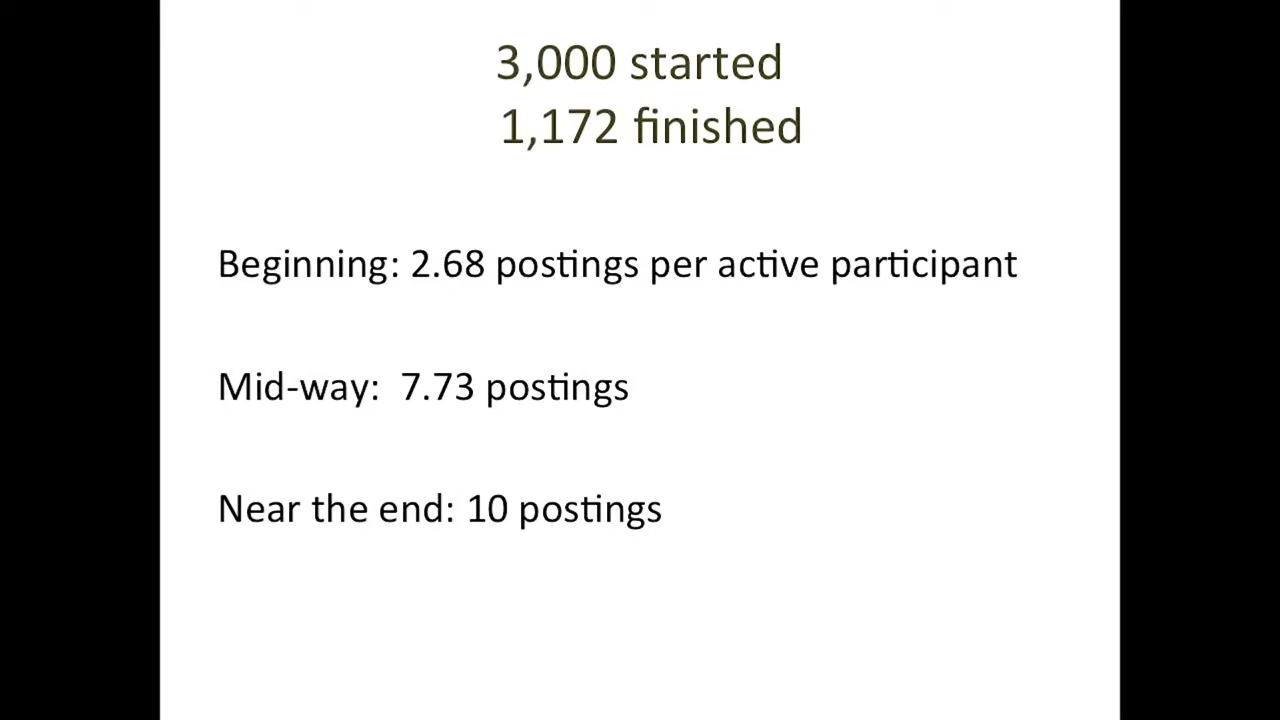 3,000 started
1,172 finished
Beginning: 2.68 postings per active participant
Mid-way:  7.73 postings
Near the end: 10 postings